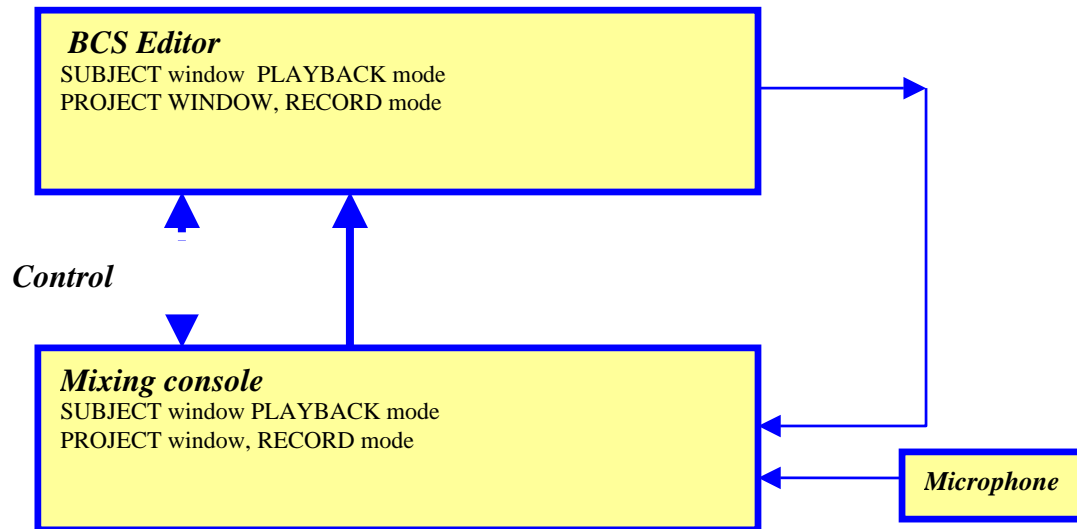 BCS Editor
SUBJECT window PLAYBACK mode
PROJECT WINDOW, RECORD mode
Control
Mixing console
SUBJECT window PLAYBACK mode
PROJECT window, RECORD mode
Microphone